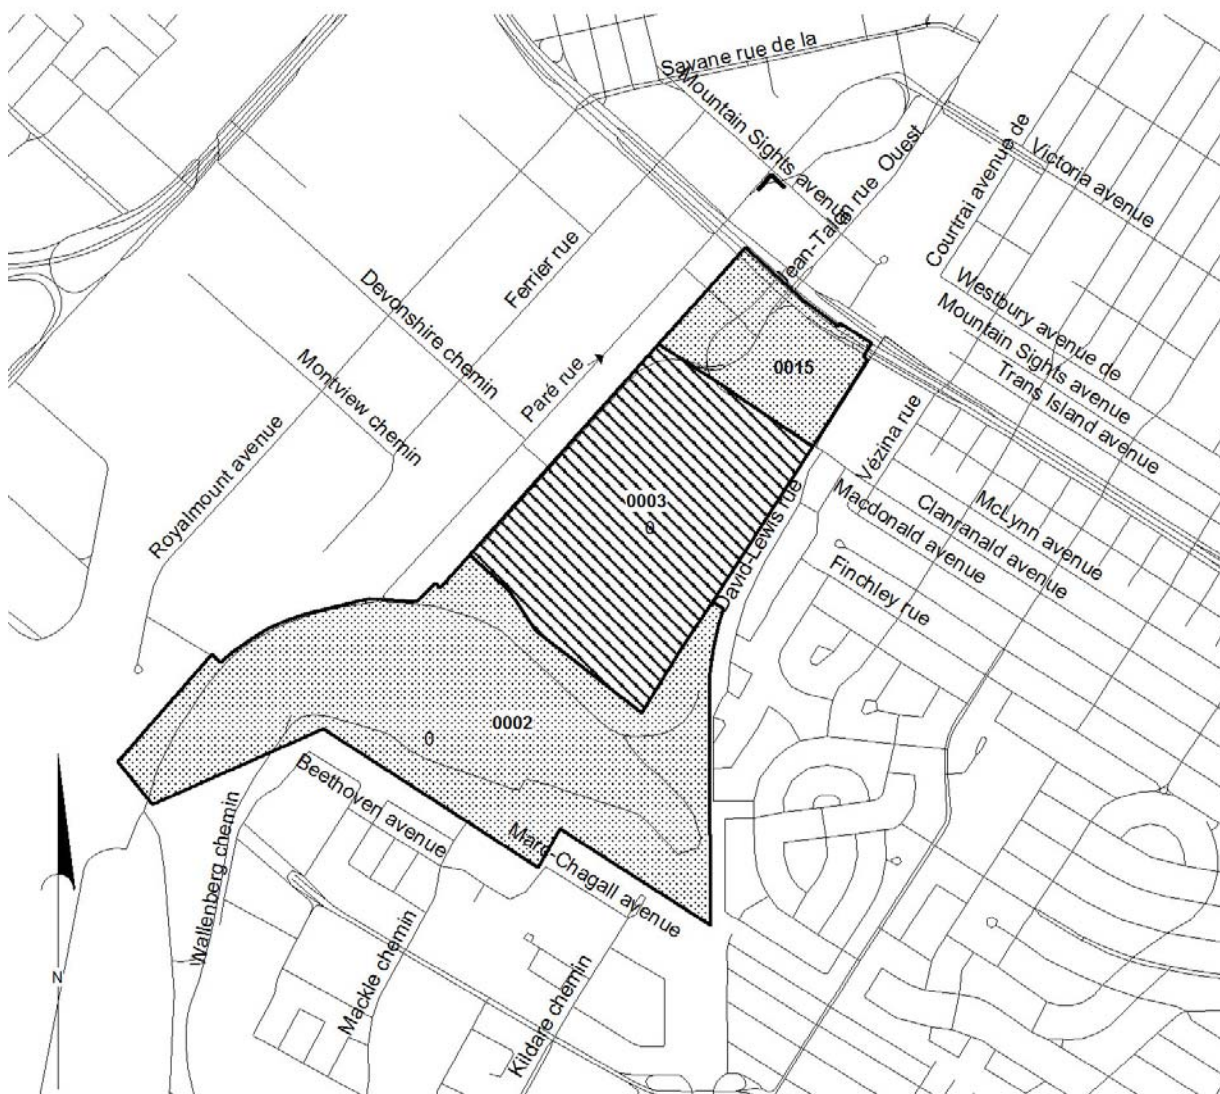 Savane rue de la
Mountain Sights avenue
Jean-Talon rue Ouest
Courtrai avenue de
Victoria avenue
Ferrier rue
Devonshire chemin
Westbury avenue de
Mountain Sights avenue
Trans Island avenue
Montview chemin
Paré rue
0015
Royalmount avenue
Vézina rue
0003
0
David-Lewis rue
Macdonald avenue
Clanranald avenue
McLynn avenue
Finchley rue
0002
0
Beethoven avenue
Marc-Chagall avenue
Wallenberg chemin
Mackle chemin
Kildare chemin
N